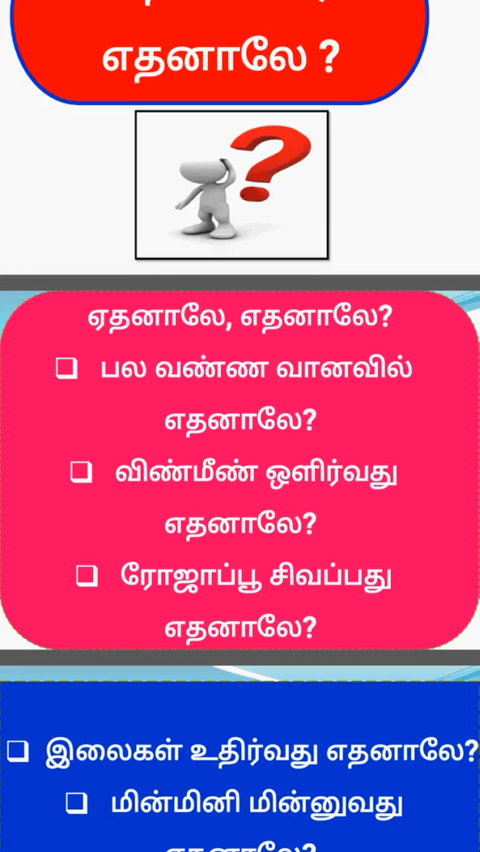 எதனாலே ?
ஏதனாலே, எதனாலே?
❑ பல வண்ண வானவில்
எதனாலே?
❑ விண்மீண் ஒளிர்வது
எதனாலே?
❑ ரோஜாப்பூ சிவப்பது
எதனாலே?
❑ இலைகள் உதிர்வது எதனாலே?
❑ மின்மினி மின்னுவது
எதனாலே?